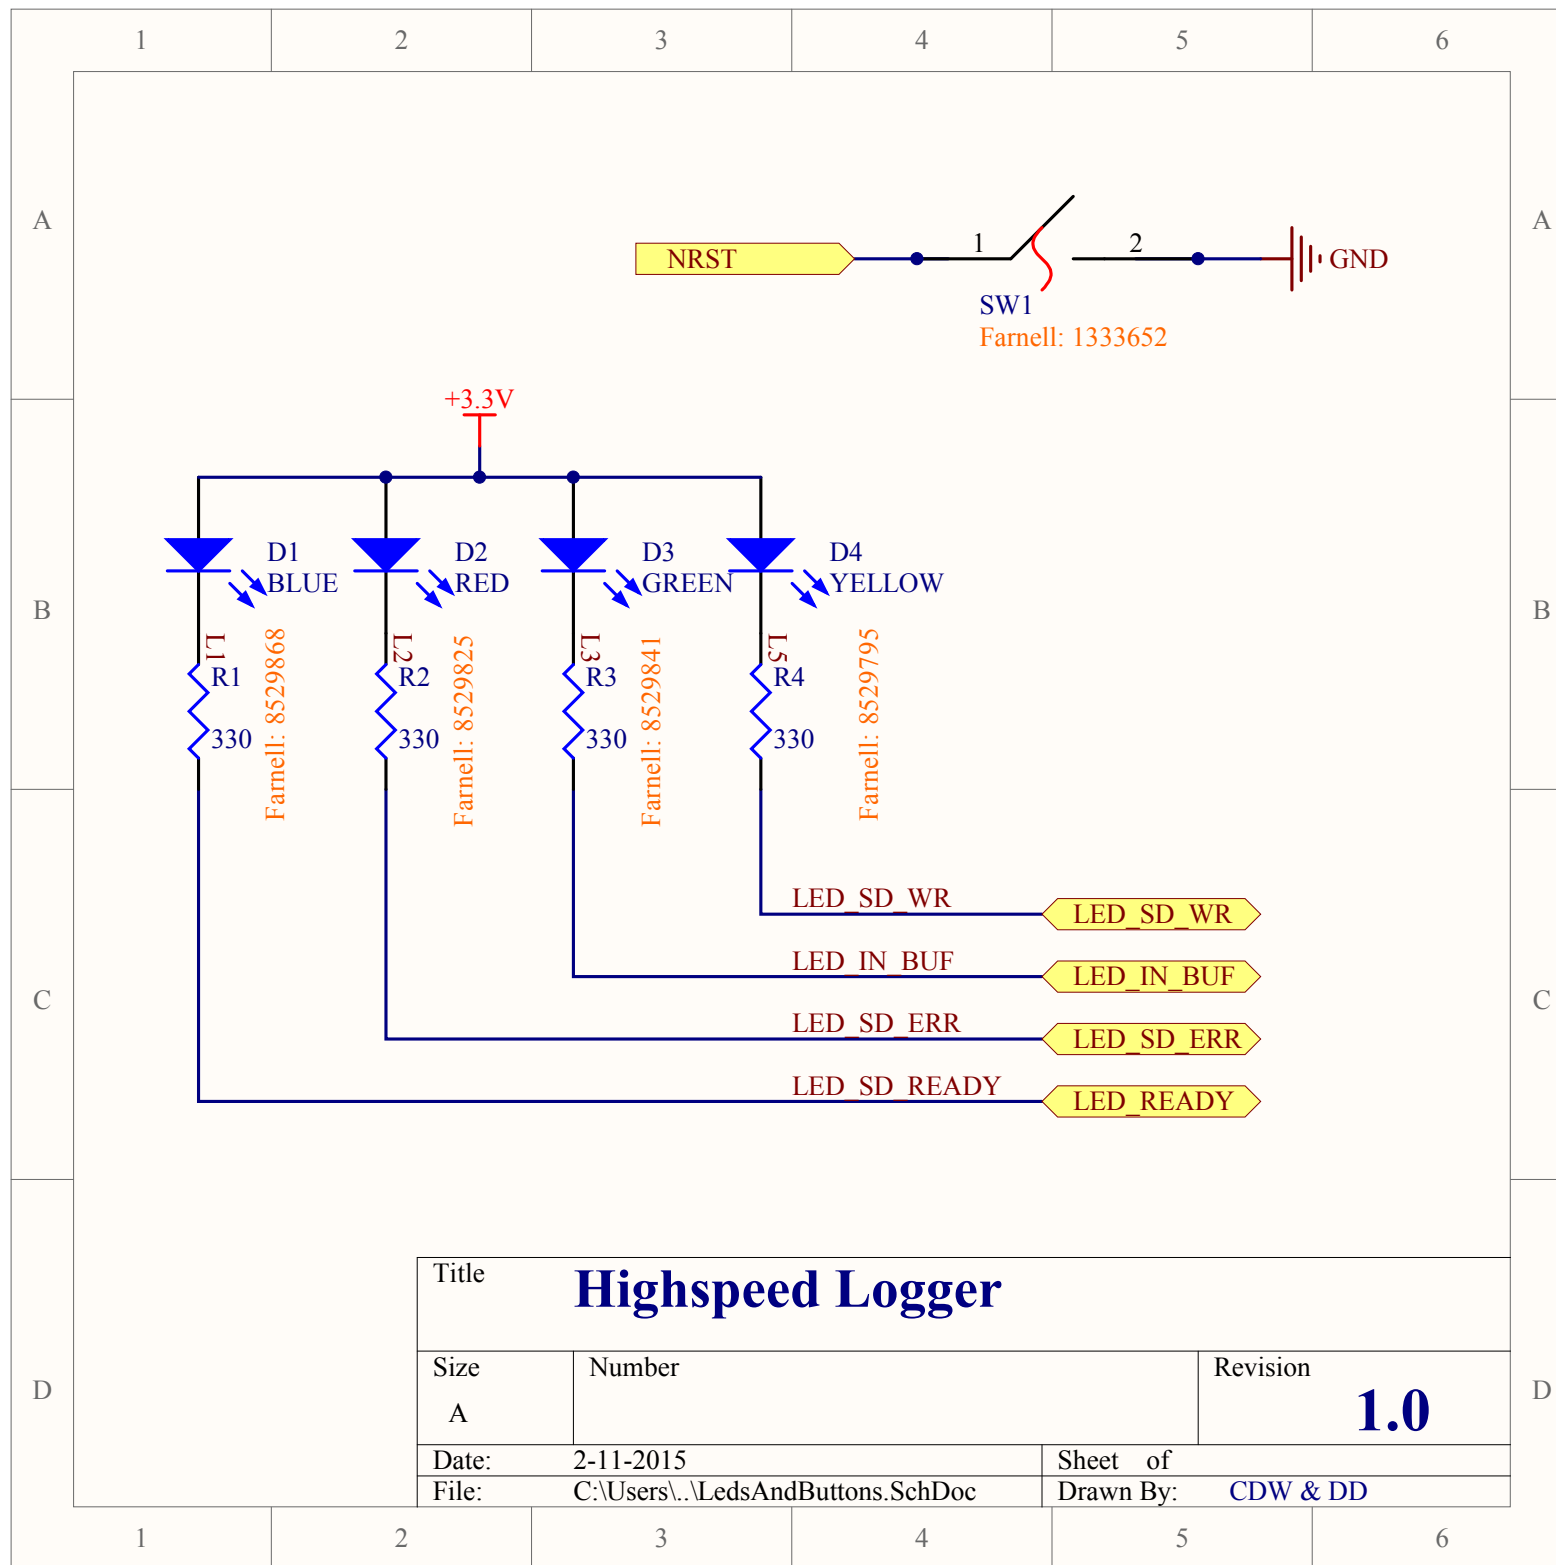 1 2 3 4 5 6
A A
NRST 1 2 GND
SW1
Farnell: 1333652
+3.3V
D1 D2 D3 D4
BLUE RED GREEN YELLOW
B B
L1 L2 L3 L5
R1 R2 R3 R4
330 330 330 330
Farnell: 8529868
Farnell: 8529825
Farnell: 8529841
Farnell: 8529795
LED_SD_WR LED_SD_WR
LED_IN_BUF LED_IN_BUF
C C
LED_SD_ERR LED_SD_ERR
LED_SD_READY LED_READY
Title Highspeed Logger
Size Number Revision
D D
A 1.0
Date: 2-11-2015 Sheet of
File: C:\Users\..\LedsAndButtons.SchDoc Drawn By: CDW & DD
1 2 3 4 5 6